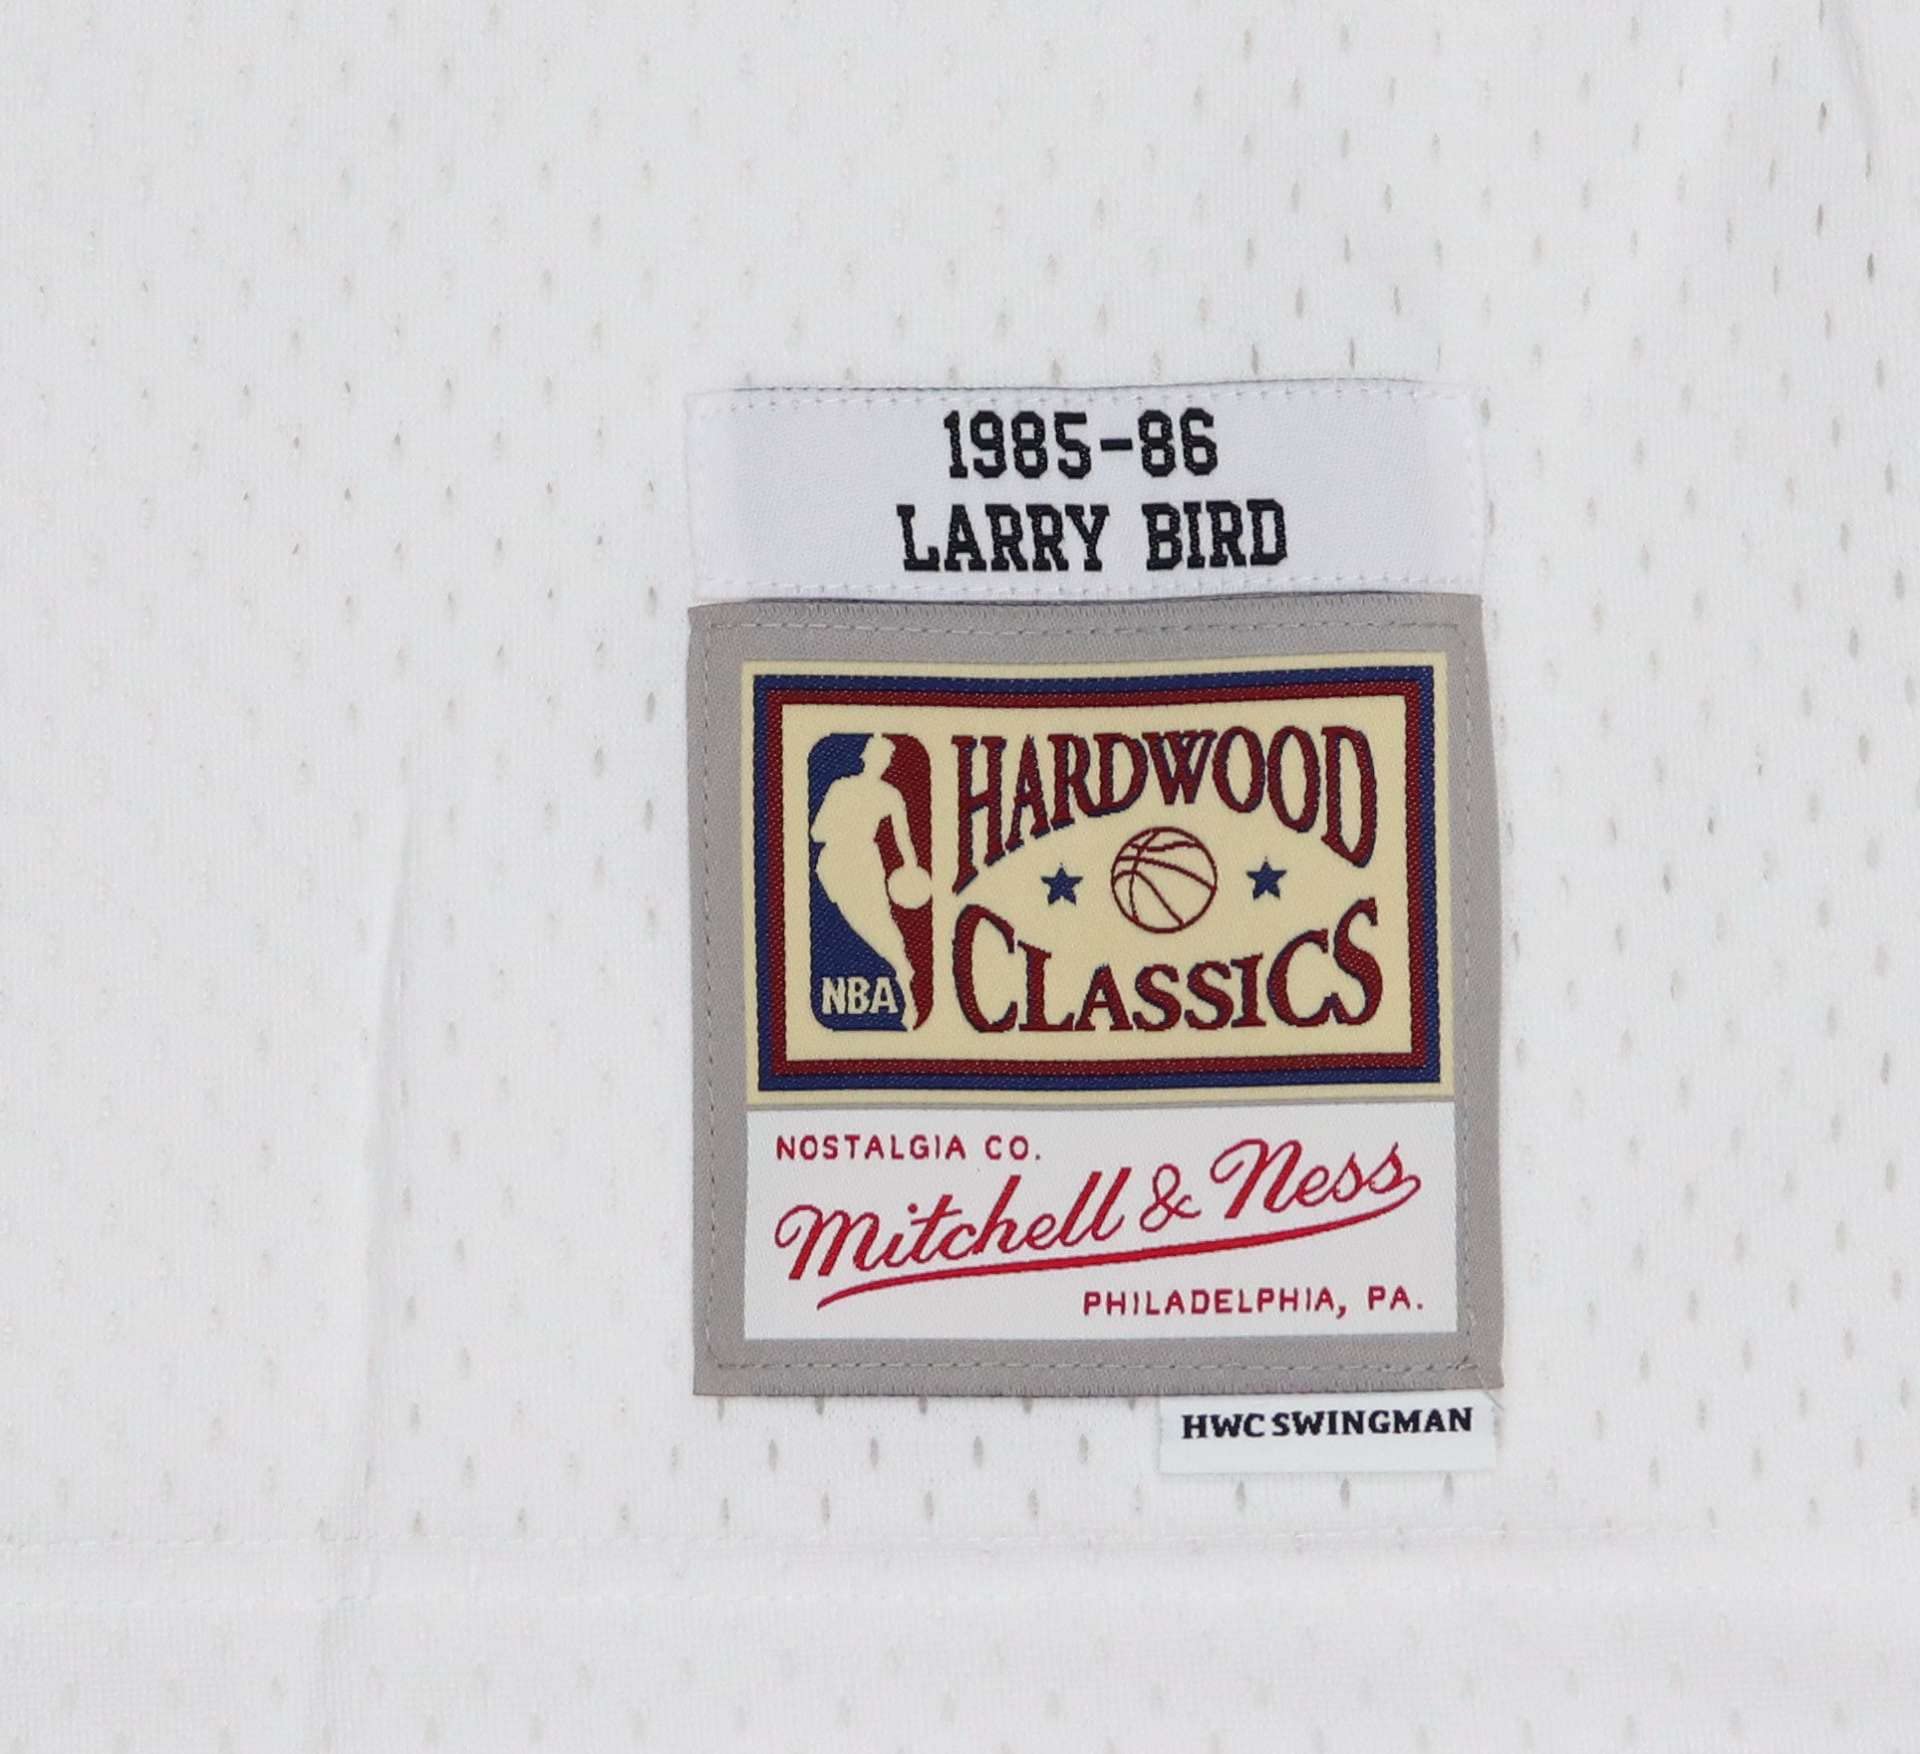 1985-86
LARRY BIRD
HARDWOOD
CLASSICS
NBA
NOSTALGIA CO.
Mitchell & Ness
PHILADELPHIA, PA.
HWC SWINGMAN